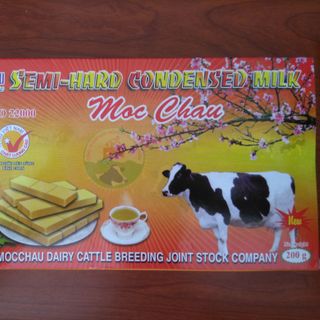 SEMI-HARD CONDENSED MILK
Moc Chau
22000
New
200 g
MOCCHAU DAIRY CATTLE BREEDING JOINT STOCK COMPANY